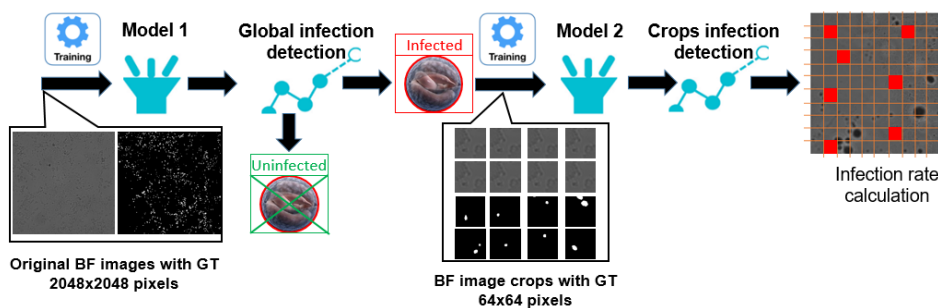 Training
Model 1
Global infection
detection
Infected
Training
Model 2
Crops infection
detection
Uninfected
Infection rate
calculation
Original BF images with GT
2048x2048 pixels
BF image crops with GT
64x64 pixels